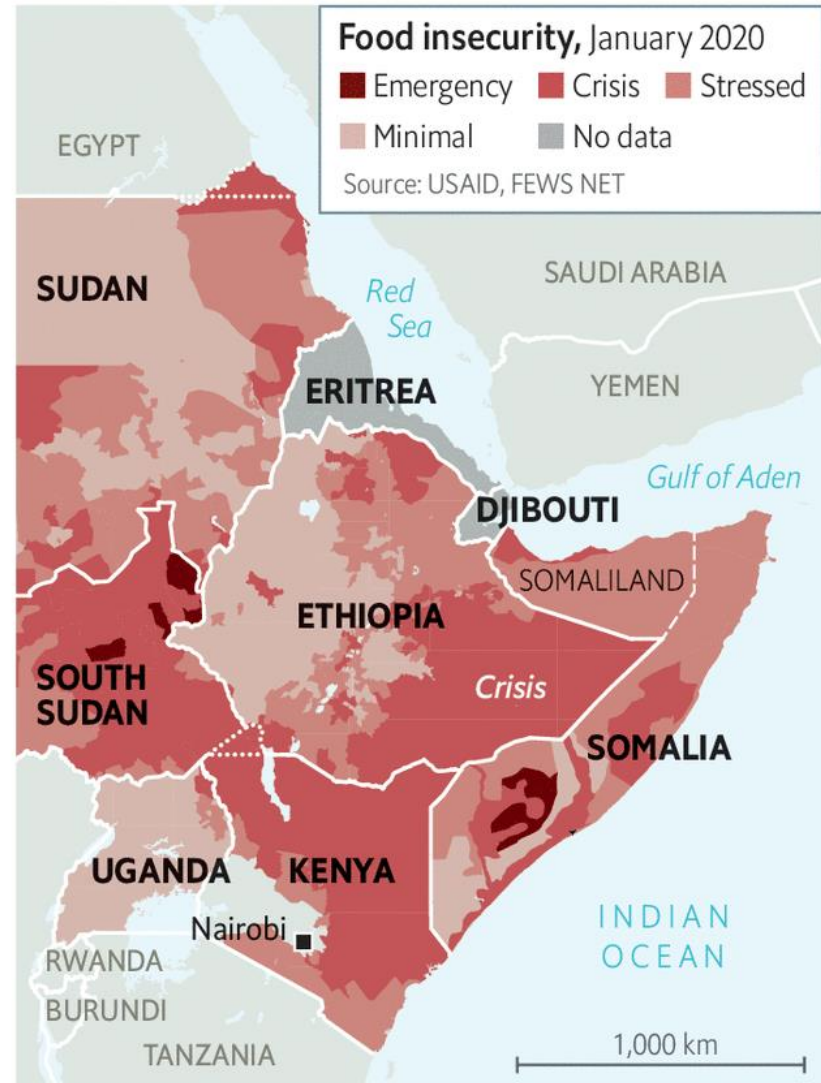 Food insecurity, January 2020
Emergency Crisis Stressed
Minimal No data
Source: USAID, FEWS NET
EGYPT
SUDAN
Red
Sea
SAUDI ARABIA
ERITREA
YEMEN
Gulf of Aden
DJIBOUTI
SOMALILAND
ETHIOPIA
SOUTH
SUDAN
Crisis
SOMALIA
UGANDA
KENYA
Nairobi
INDIAN
OCEAN
RWANDA
BURUNDI
TANZANIA
1,000 km